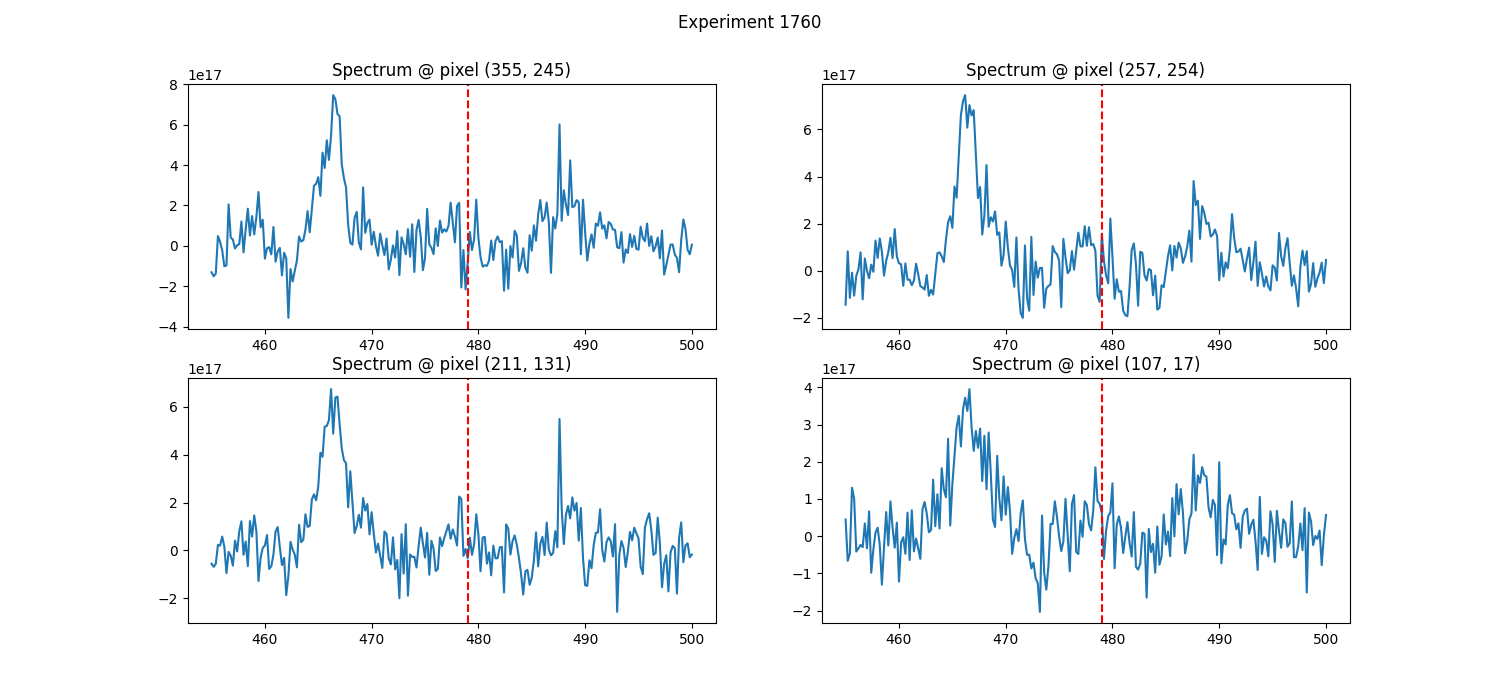 Experiment 1760
Spectrum @ pixel (355, 245)
1e17
8
6
4
2
0
−2
−4
460 470 480 490 500
Spectrum @ pixel (257, 254)
1e17
6
4
2
0
−2
460 470 480 490 500
Spectrum @ pixel (211, 131)
1e17
6
4
2
0
−2
460 470 480 490 500
Spectrum @ pixel (107, 17)
1e17
4
3
2
1
0
−1
−2
460 470 480 490 500